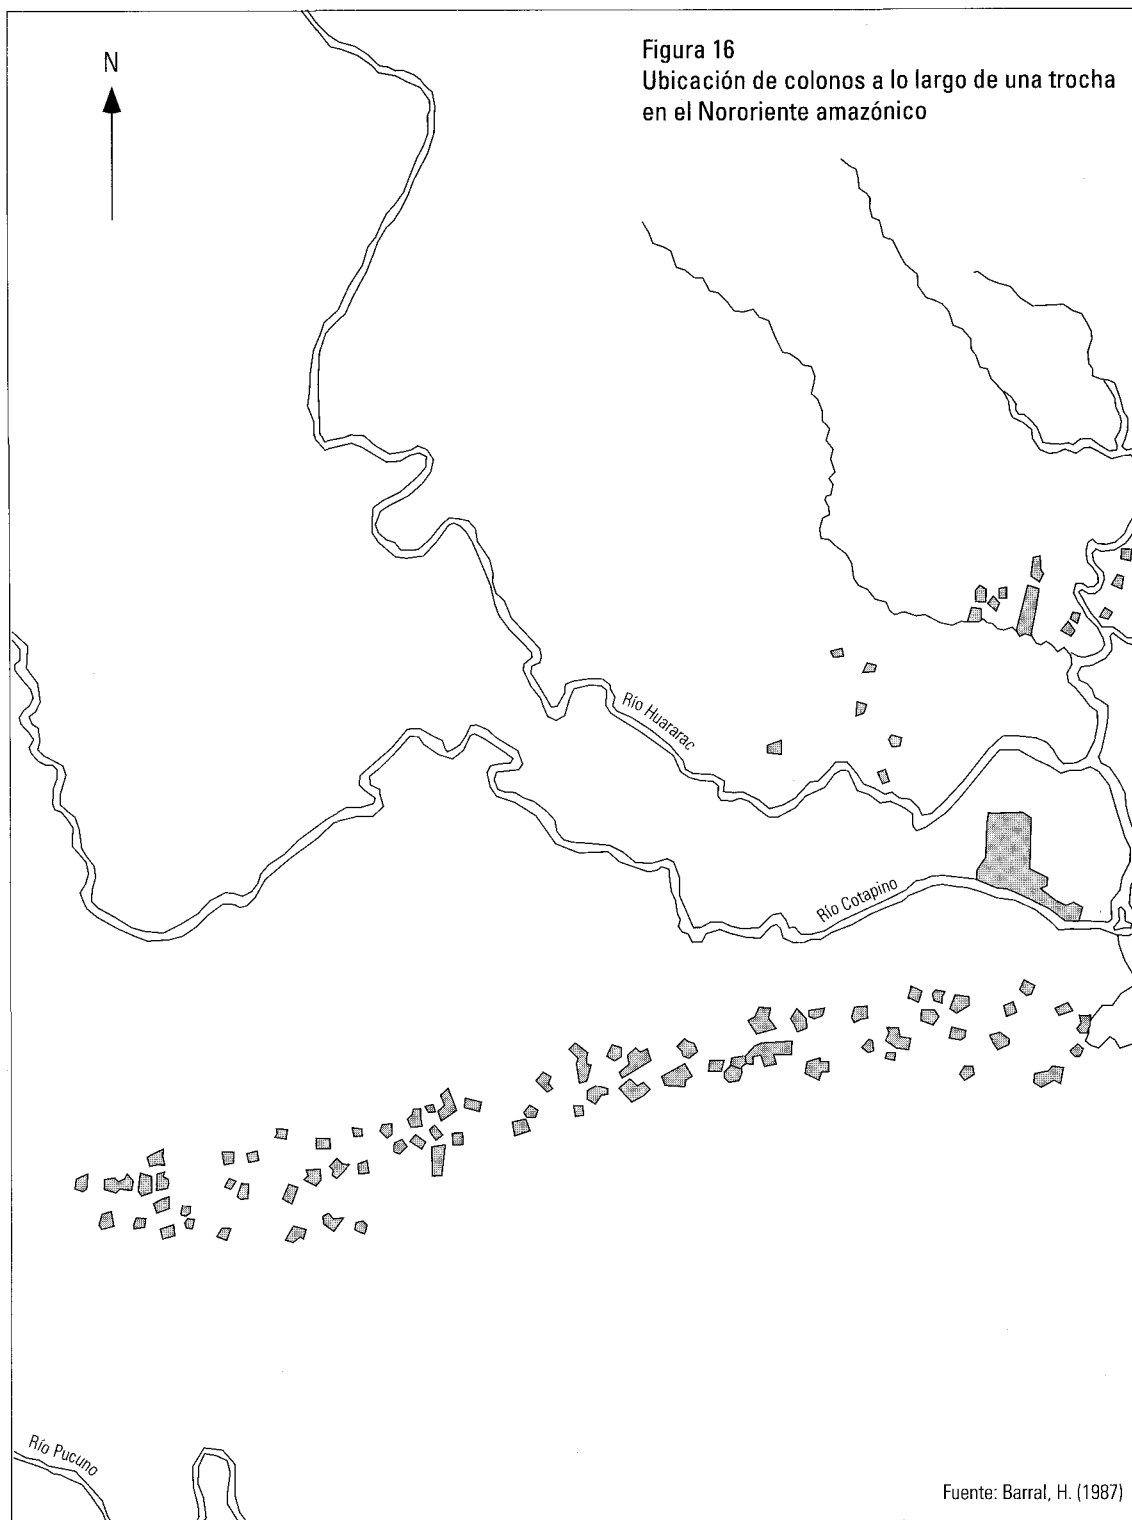 N
Figura 16
Ubicación de colonos a lo largo de una trocha
en el Nororiente amazónico
Río Huararac
Río Cotapino
Río Pucuno
Fuente: Barral, H. (1987)